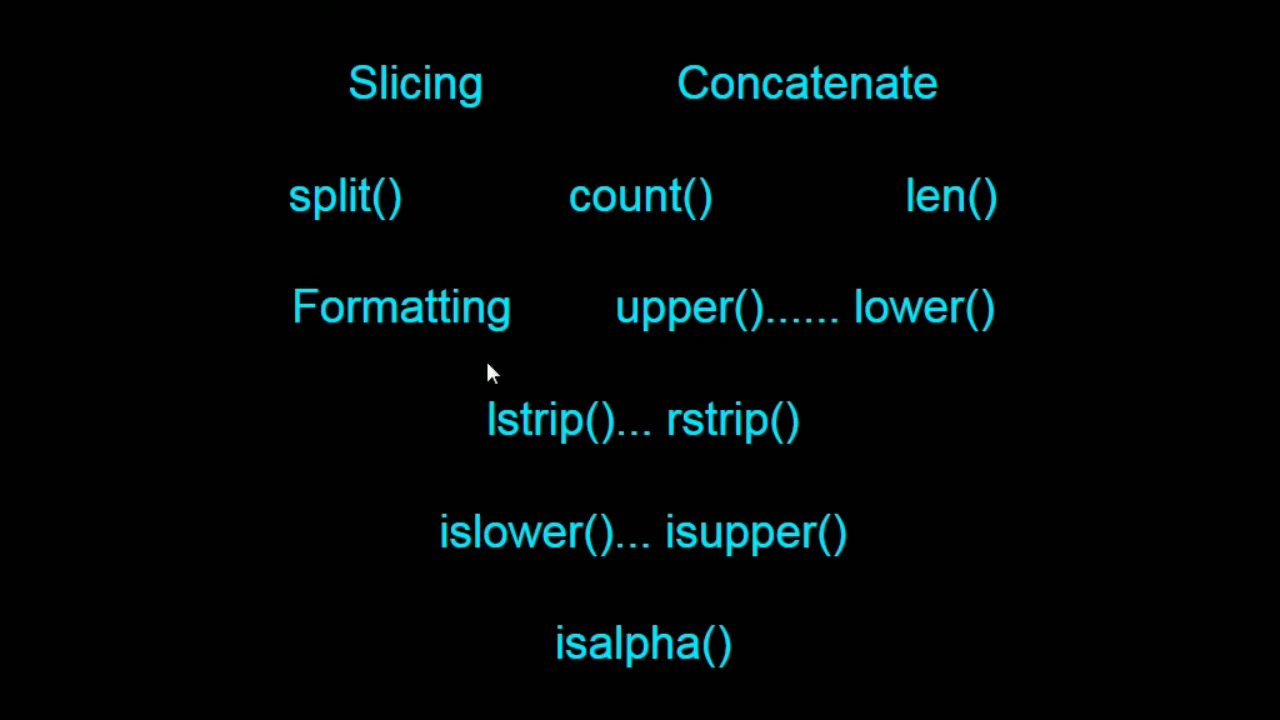 Slicing Concatenate
split() count() len()
Formatting upper()...... lower()
lstrip()... rstrip()
islower()... isupper()
isalpha()